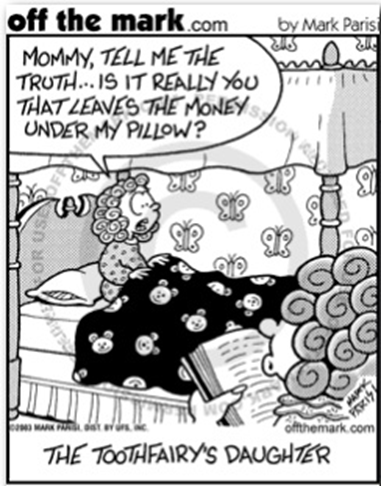 off the mark.com by Mark Parisi
MOMMY, TELL ME THE
TRUTH... IS IT REALLY YOU
THAT LEAVES THE MONEY
UNDER MY PILLOW?
MARK
PARISI
©2003 MARK PARISI, DIST. BY UFS, INC.
offthemark.com
THE TOOTHFAIRY'S DAUGHTER